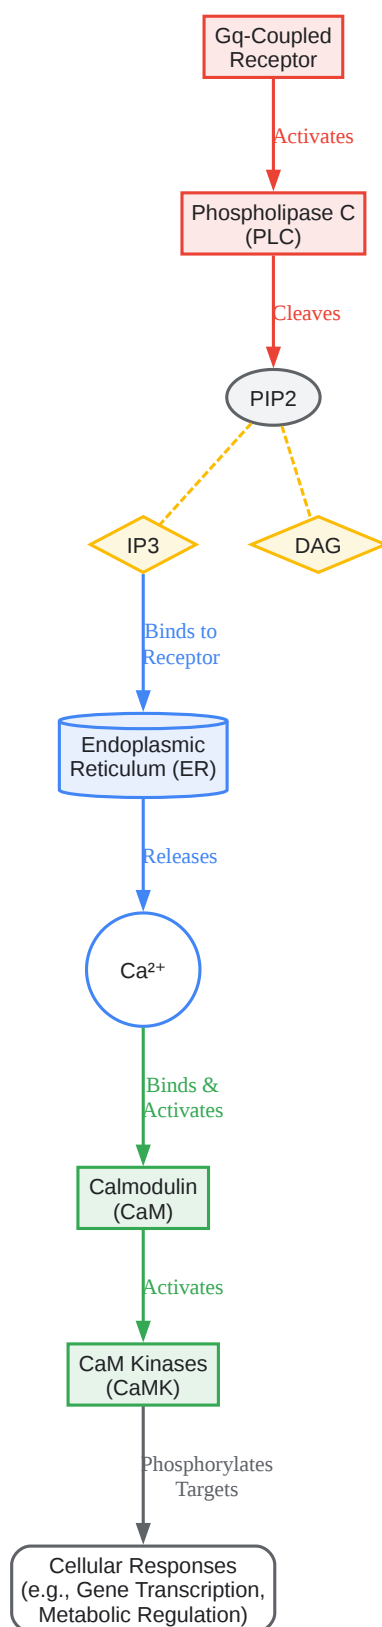 Gq-Coupled
Receptor
Activates
Phospholipase C
(PLC)
Cleaves
PIP2
IP3
DAG
Binds to
Receptor
Endoplasmic
Reticulum (ER)
Releases
Ca²⁺
Binds &
Activates
Calmodulin
(CaM)
Activates
CaM Kinases
(CaMK)
Phosphorylates
Targets
Cellular Responses
(e.g., Gene Transcription,
Metabolic Regulation)